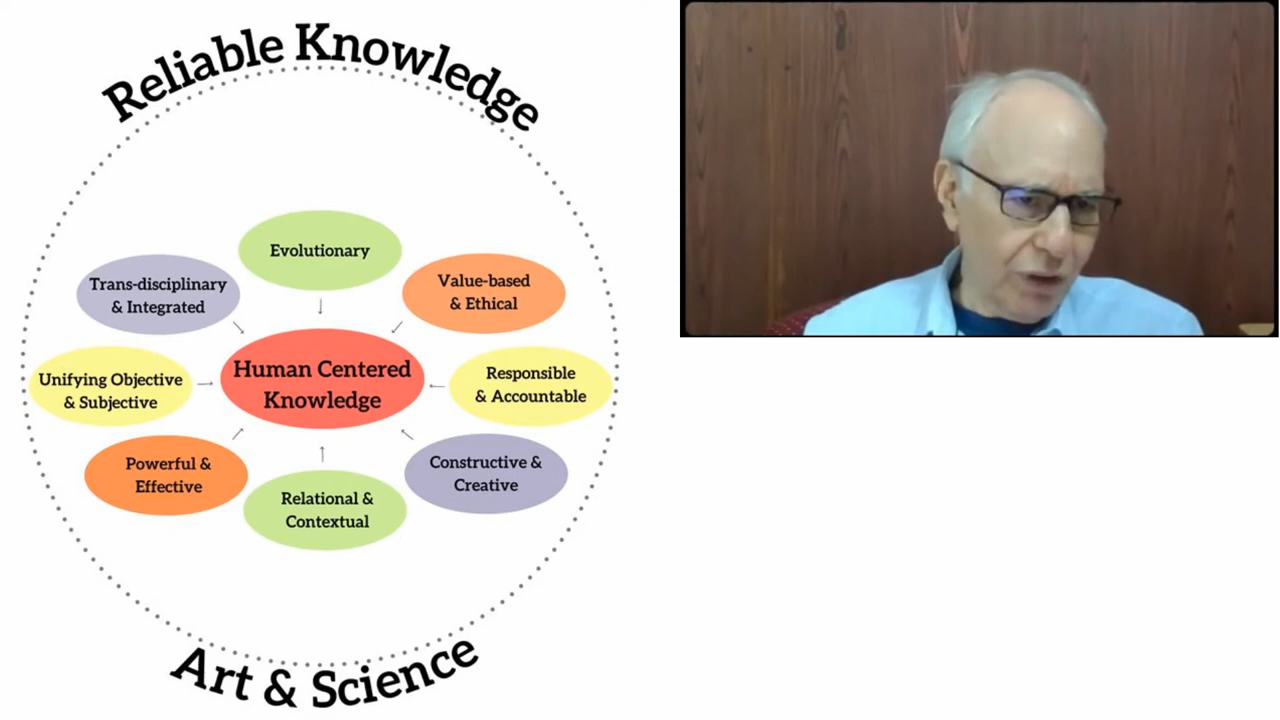 Reliable Knowledge
Evolutionary
Trans-disciplinary
& Integrated
Value-based
& Ethical
Human Centered
Knowledge
Unifying Objective
& Subjective
Responsible
& Accountable
Powerful &
Effective
Constructive &
Creative
Relational &
Contextual
Art & Science